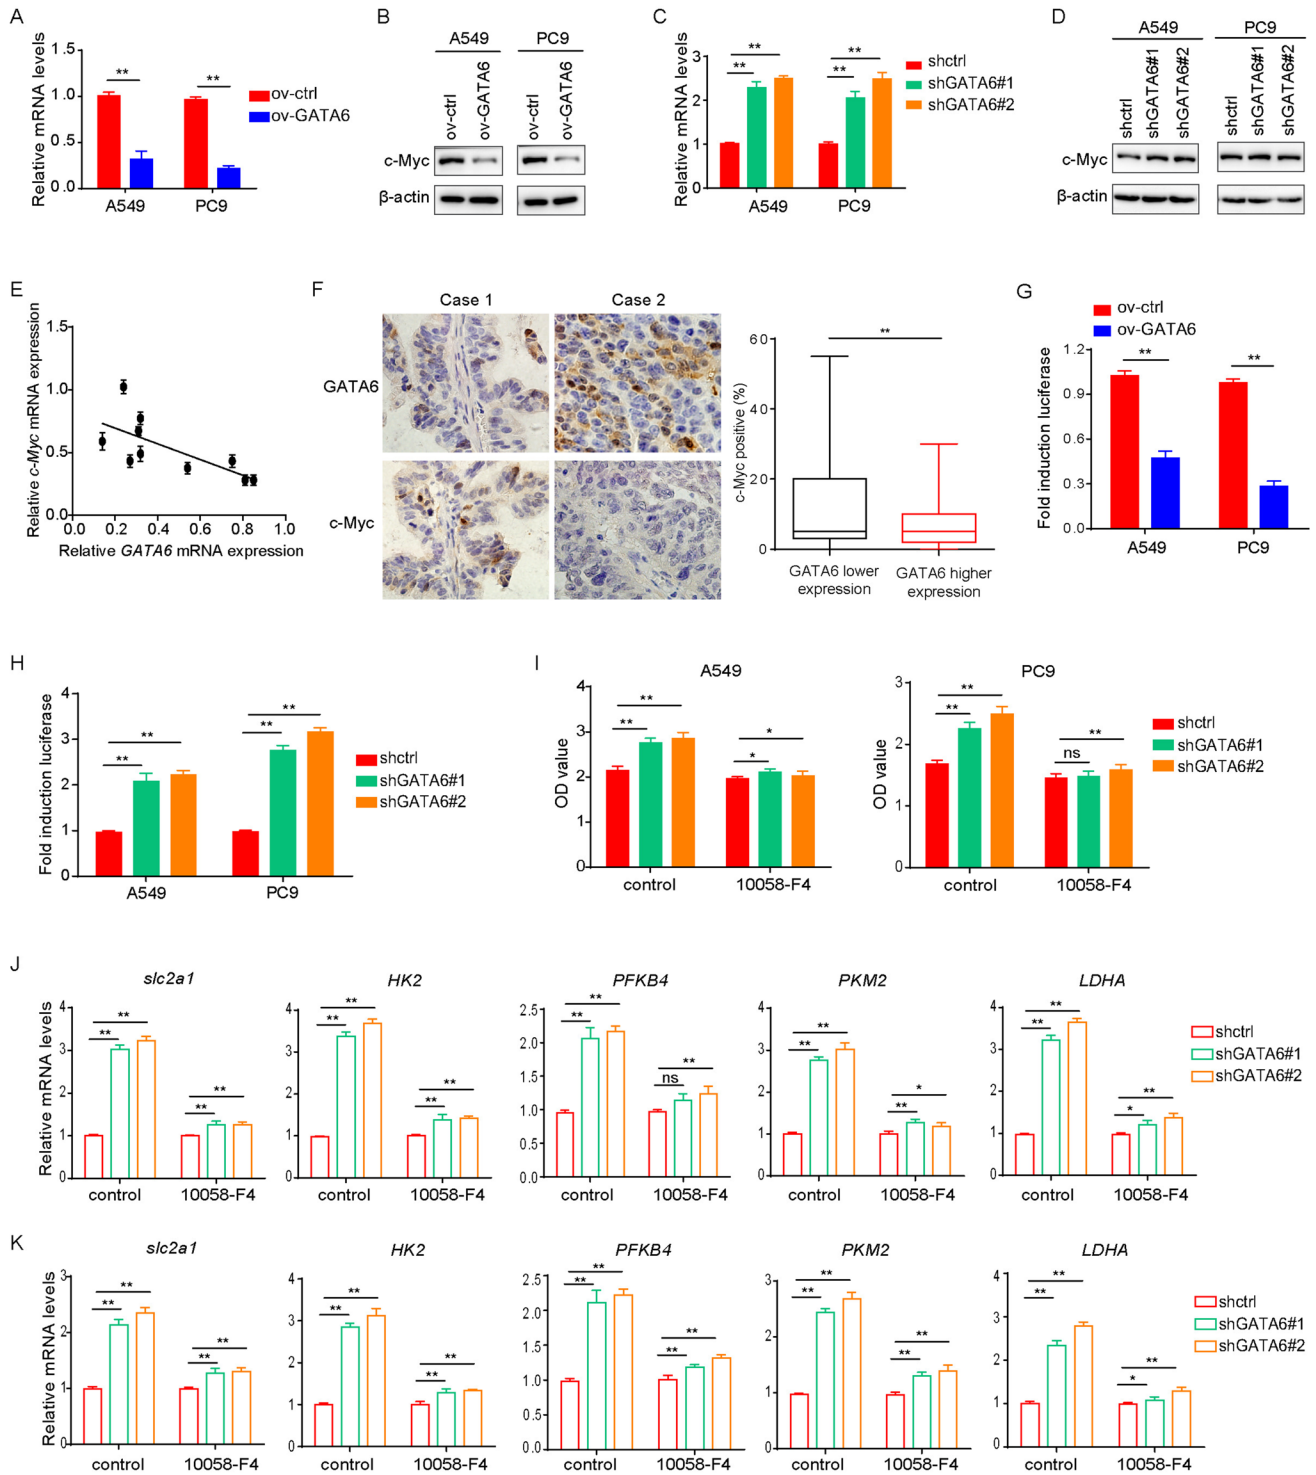 A
Relative mRNA levels
1.5
1.0
0.5
0.0
**
**
A549
PC9
ov-ctrl
ov-GATA6
B
A549
PC9
ov-ctrl
ov-GATA6
ov-ctrl
ov-GATA6
c-Myc
β-actin
C
Relative mRNA levels
3
2
1
0
**
**
**
**
A549
PC9
shctrl
shGATA6#1
shGATA6#2
D
A549
PC9
shctrl
shGATA6#1
shGATA6#2
shctrl
shGATA6#1
shGATA6#2
c-Myc
β-actin
E
Relative c-Myc mRNA expression
1.5
1.0
0.5
0.0
0.0 0.2 0.4 0.6 0.8 1.0
Relative GATA6 mRNA expression
F
Case 1
Case 2
GATA6
c-Myc
c-Myc positive (%)
60
40
20
0
**
GATA6 lower
expression
GATA6 higher
expression
G
ov-ctrl
ov-GATA6
Fold induction luciferase
1.2
0.9
0.6
0.3
0.0
**
**
A549
PC9
H
Fold induction luciferase
4
3
2
1
0
**
**
**
**
A549
PC9
shctrl
shGATA6#1
shGATA6#2
I
A549
OD value
4
3
2
1
0
**
**
*
*
control
10058-F4
PC9
OD value
3
2
1
0
**
**
**
ns
control
10058-F4
shctrl
shGATA6#1
shGATA6#2
J
Relative mRNA levels
slc2a1
4
3
2
1
0
**
**
**
**
control
10058-F4
HK2
4
3
2
1
0
**
**
**
**
control
10058-F4
PFKB4
2.5
2.0
1.5
1.0
0.5
0.0
**
**
**
ns
control
10058-F4
PKM2
4
3
2
1
0
**
**
*
**
control
10058-F4
LDHA
4
3
2
1
0
**
**
**
*
control
10058-F4
shctrl
shGATA6#1
shGATA6#2
K
Relative mRNA levels
slc2a1
3
2
1
0
**
**
**
**
control
10058-F4
HK2
4
3
2
1
0
**
**
**
**
control
10058-F4
PFKB4
2.5
2.0
1.5
1.0
0.5
0.0
**
**
**
**
control
10058-F4
PKM2
3
2
1
0
**
**
**
**
control
10058-F4
LDHA
4
3
2
1
0
**
**
**
*
control
10058-F4
shctrl
shGATA6#1
shGATA6#2